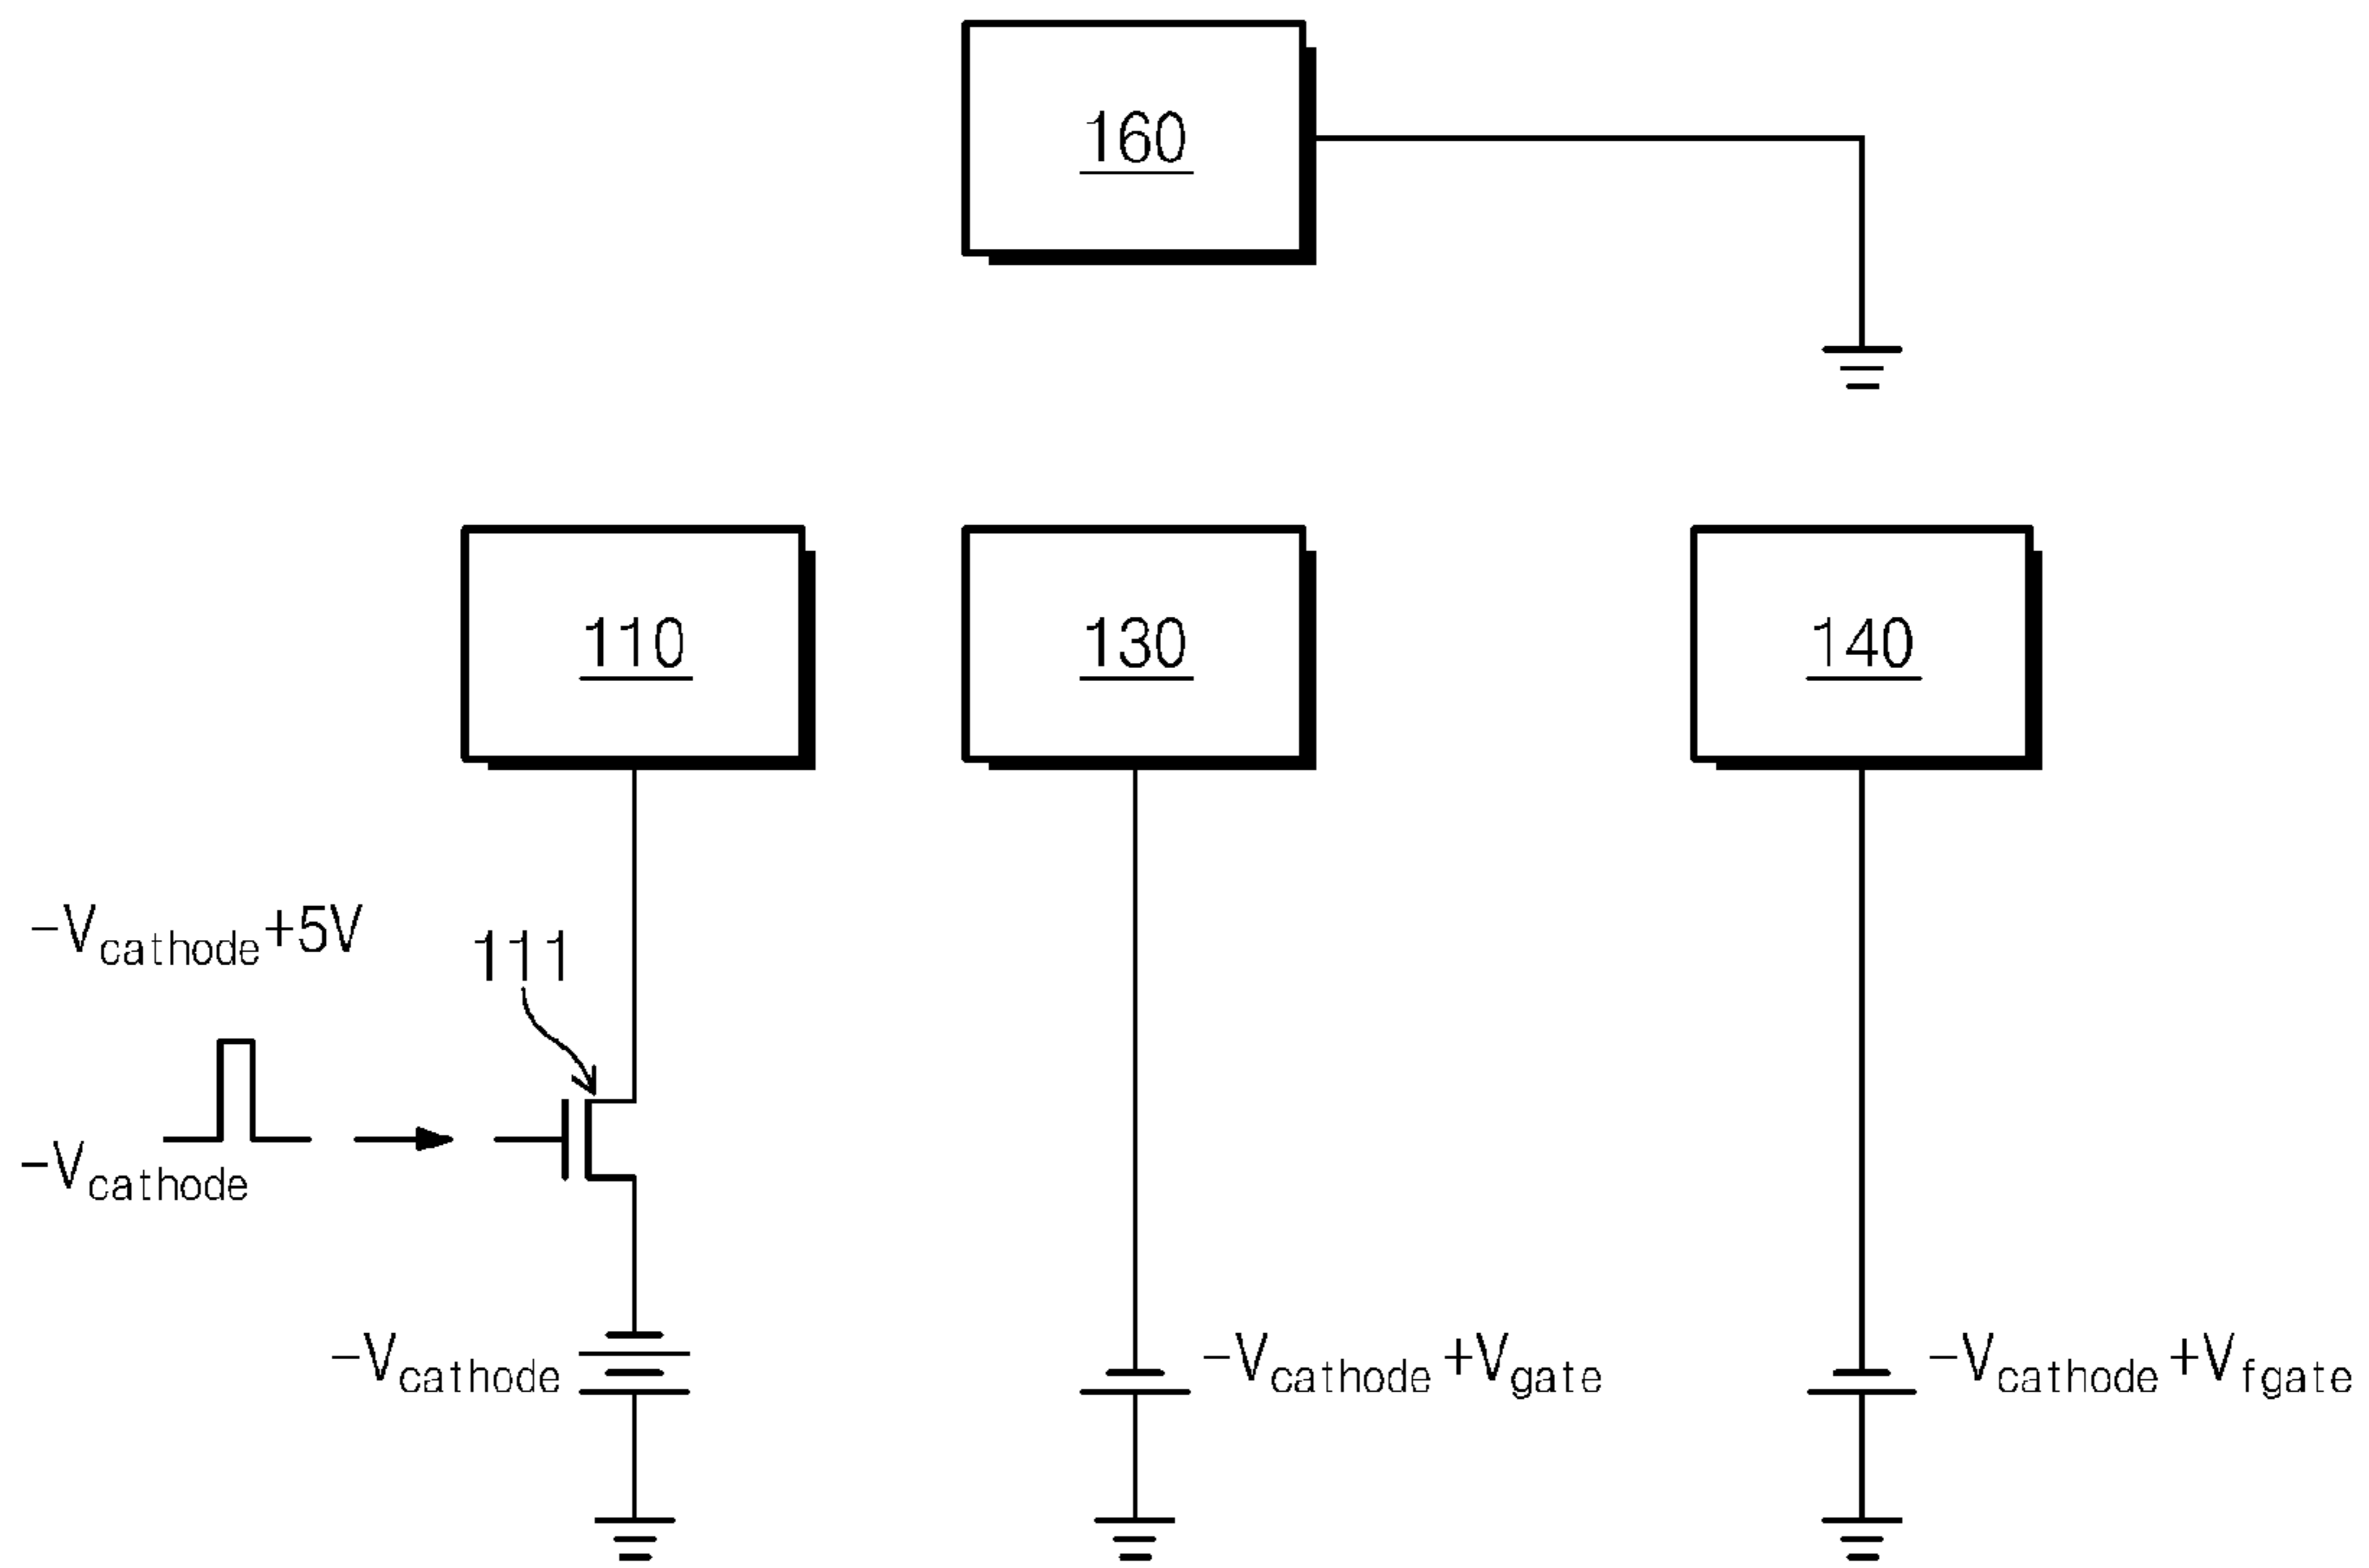 160
110
130
140
-Vcathode+5V
111
-Vcathode
-Vcathode
-Vcathode+Vgate
-Vcathode+Vfgate